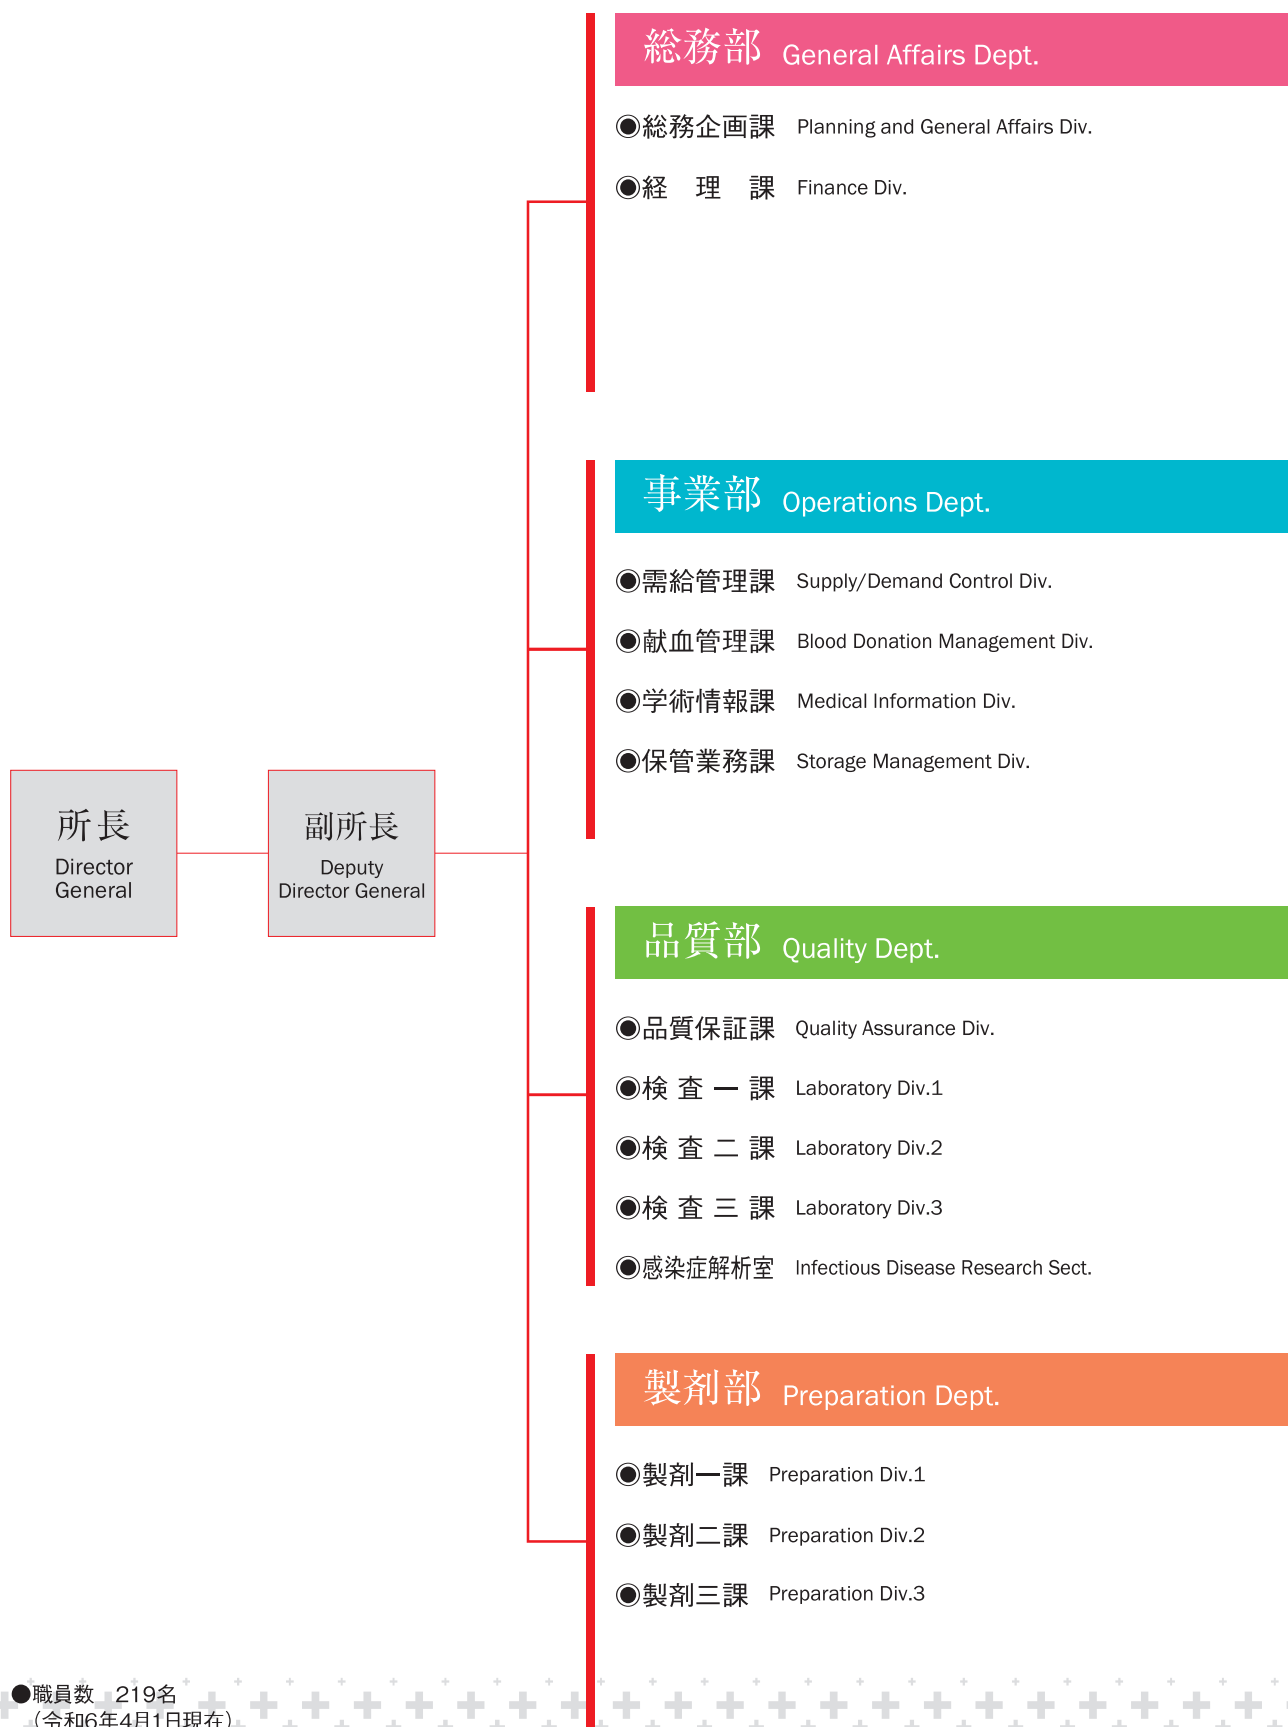 総務部 General Affairs Dept.
◉総務企画課 Planning and General Affairs Div.
◉経 理 課 Finance Div.
事業部 Operations Dept.
◉需給管理課 Supply/Demand Control Div.
◉献血管理課 Blood Donation Management Div.
◉学術情報課 Medical Information Div.
◉保管業務課 Storage Management Div.
所長
Director
General
副所長
Deputy
Director General
品質部 Quality Dept.
◉品質保証課 Quality Assurance Div.
◉検 査 一 課 Laboratory Div.1
◉検 査 二 課 Laboratory Div.2
◉検 査 三 課 Laboratory Div.3
◉感染症解析室 Infectious Disease Research Sect.
製剤部 Preparation Dept.
◉製剤一課 Preparation Div.1
◉製剤二課 Preparation Div.2
◉製剤三課 Preparation Div.3
●職員数 219名
(令和6年4月1日現在)